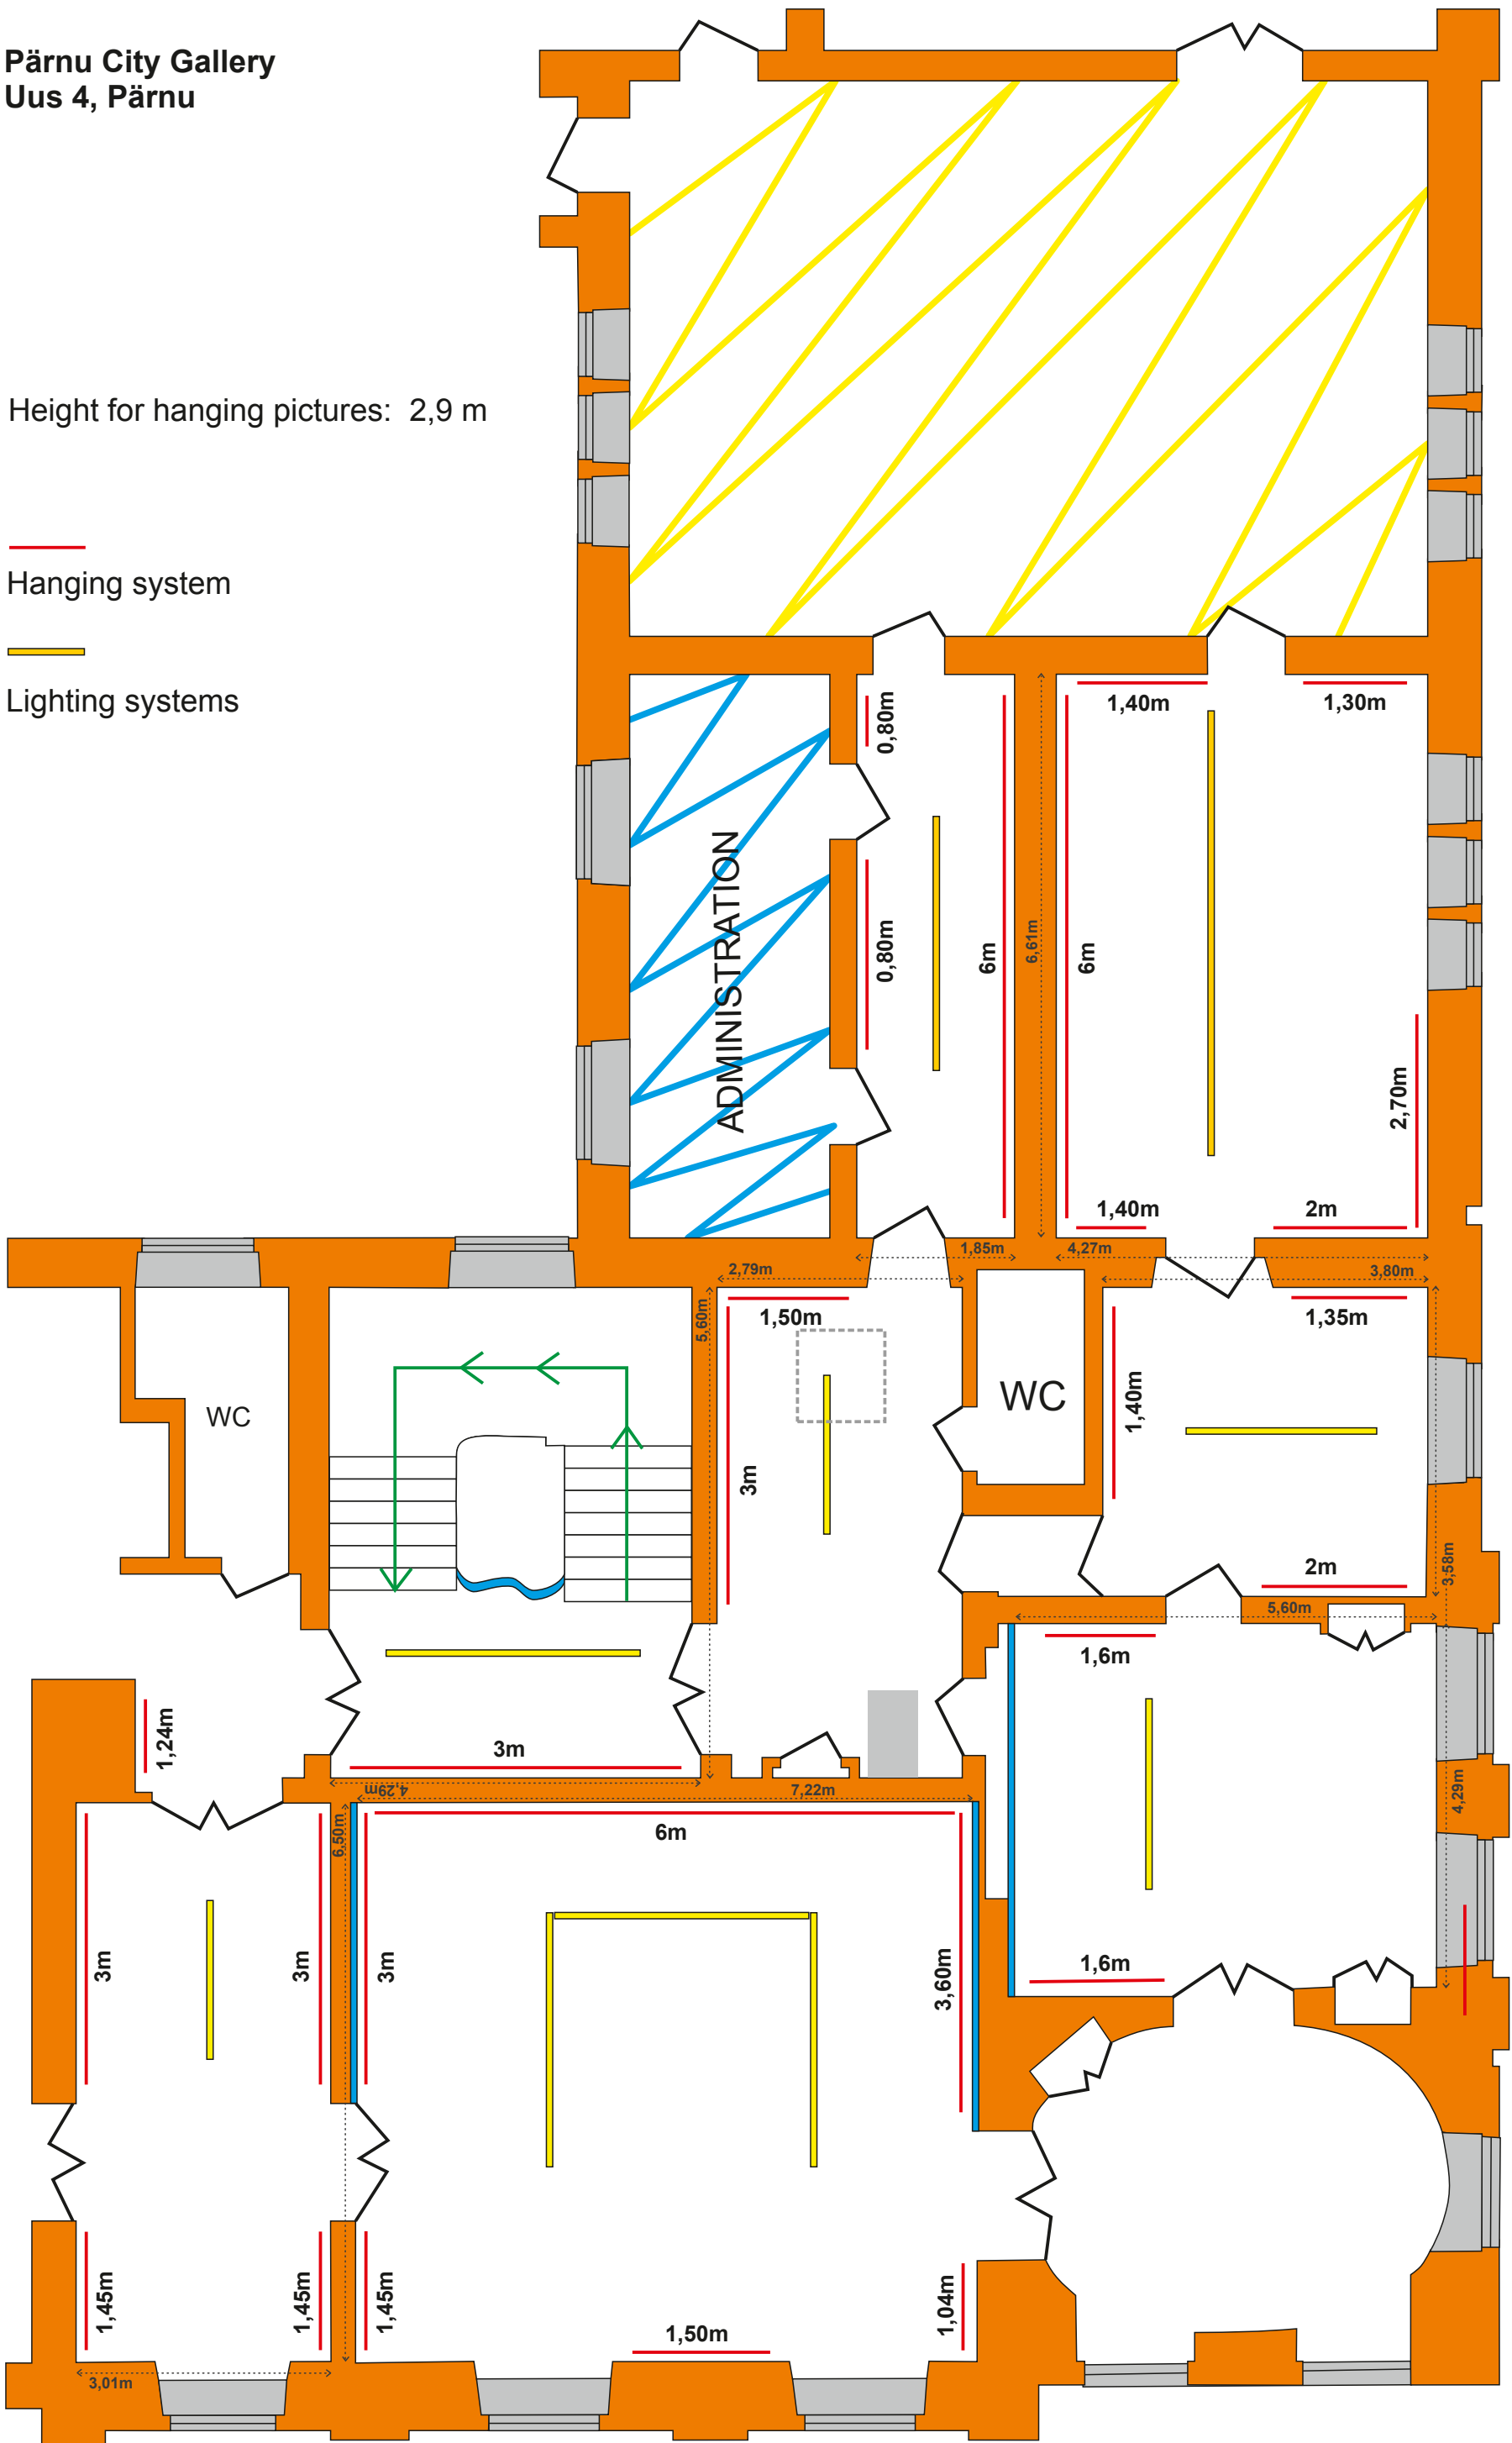 Pärnu City Gallery
Uus 4, Pärnu
Height for hanging pictures: 2,9 m
Hanging system
Lighting systems
0,80m
1,40m
1,30m
ADMINISTRATION
0,80m
6m
6,61m
6m
2,70m
1,40m
2m
1,85m
4,27m
2,79m
3,80m
5,60m
1,50m
1,35m
WC
WC
1,40m
3m
2m
3,58m
5,60m
1,6m
1,24m
3m
4,29m
7,22m
4,29m
6,50m
6m
3m
3m
3m
3,60m
1,6m
1,45m
1,45m
1,45m
1,04m
1,50m
3,01m